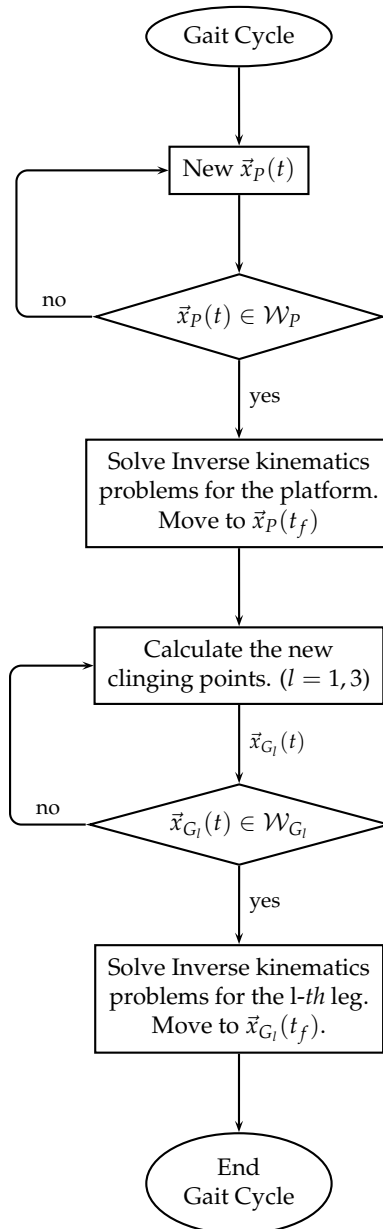 Gait Cycle
New $\vec{x}_P(t)$
no
$\vec{x}_P(t) \in \mathcal{W}_P$
yes
Solve Inverse kinematics
problems for the platform.
Move to $\vec{x}_P(t_f)$
Calculate the new
clinging points. ($l = 1, 3$)
$\vec{x}_{G_l}(t)$
no
$\vec{x}_{G_l}(t) \in \mathcal{W}_{G_l}$
yes
Solve Inverse kinematics
problems for the l-th leg.
Move to $\vec{x}_{G_l}(t_f)$.
End
Gait Cycle